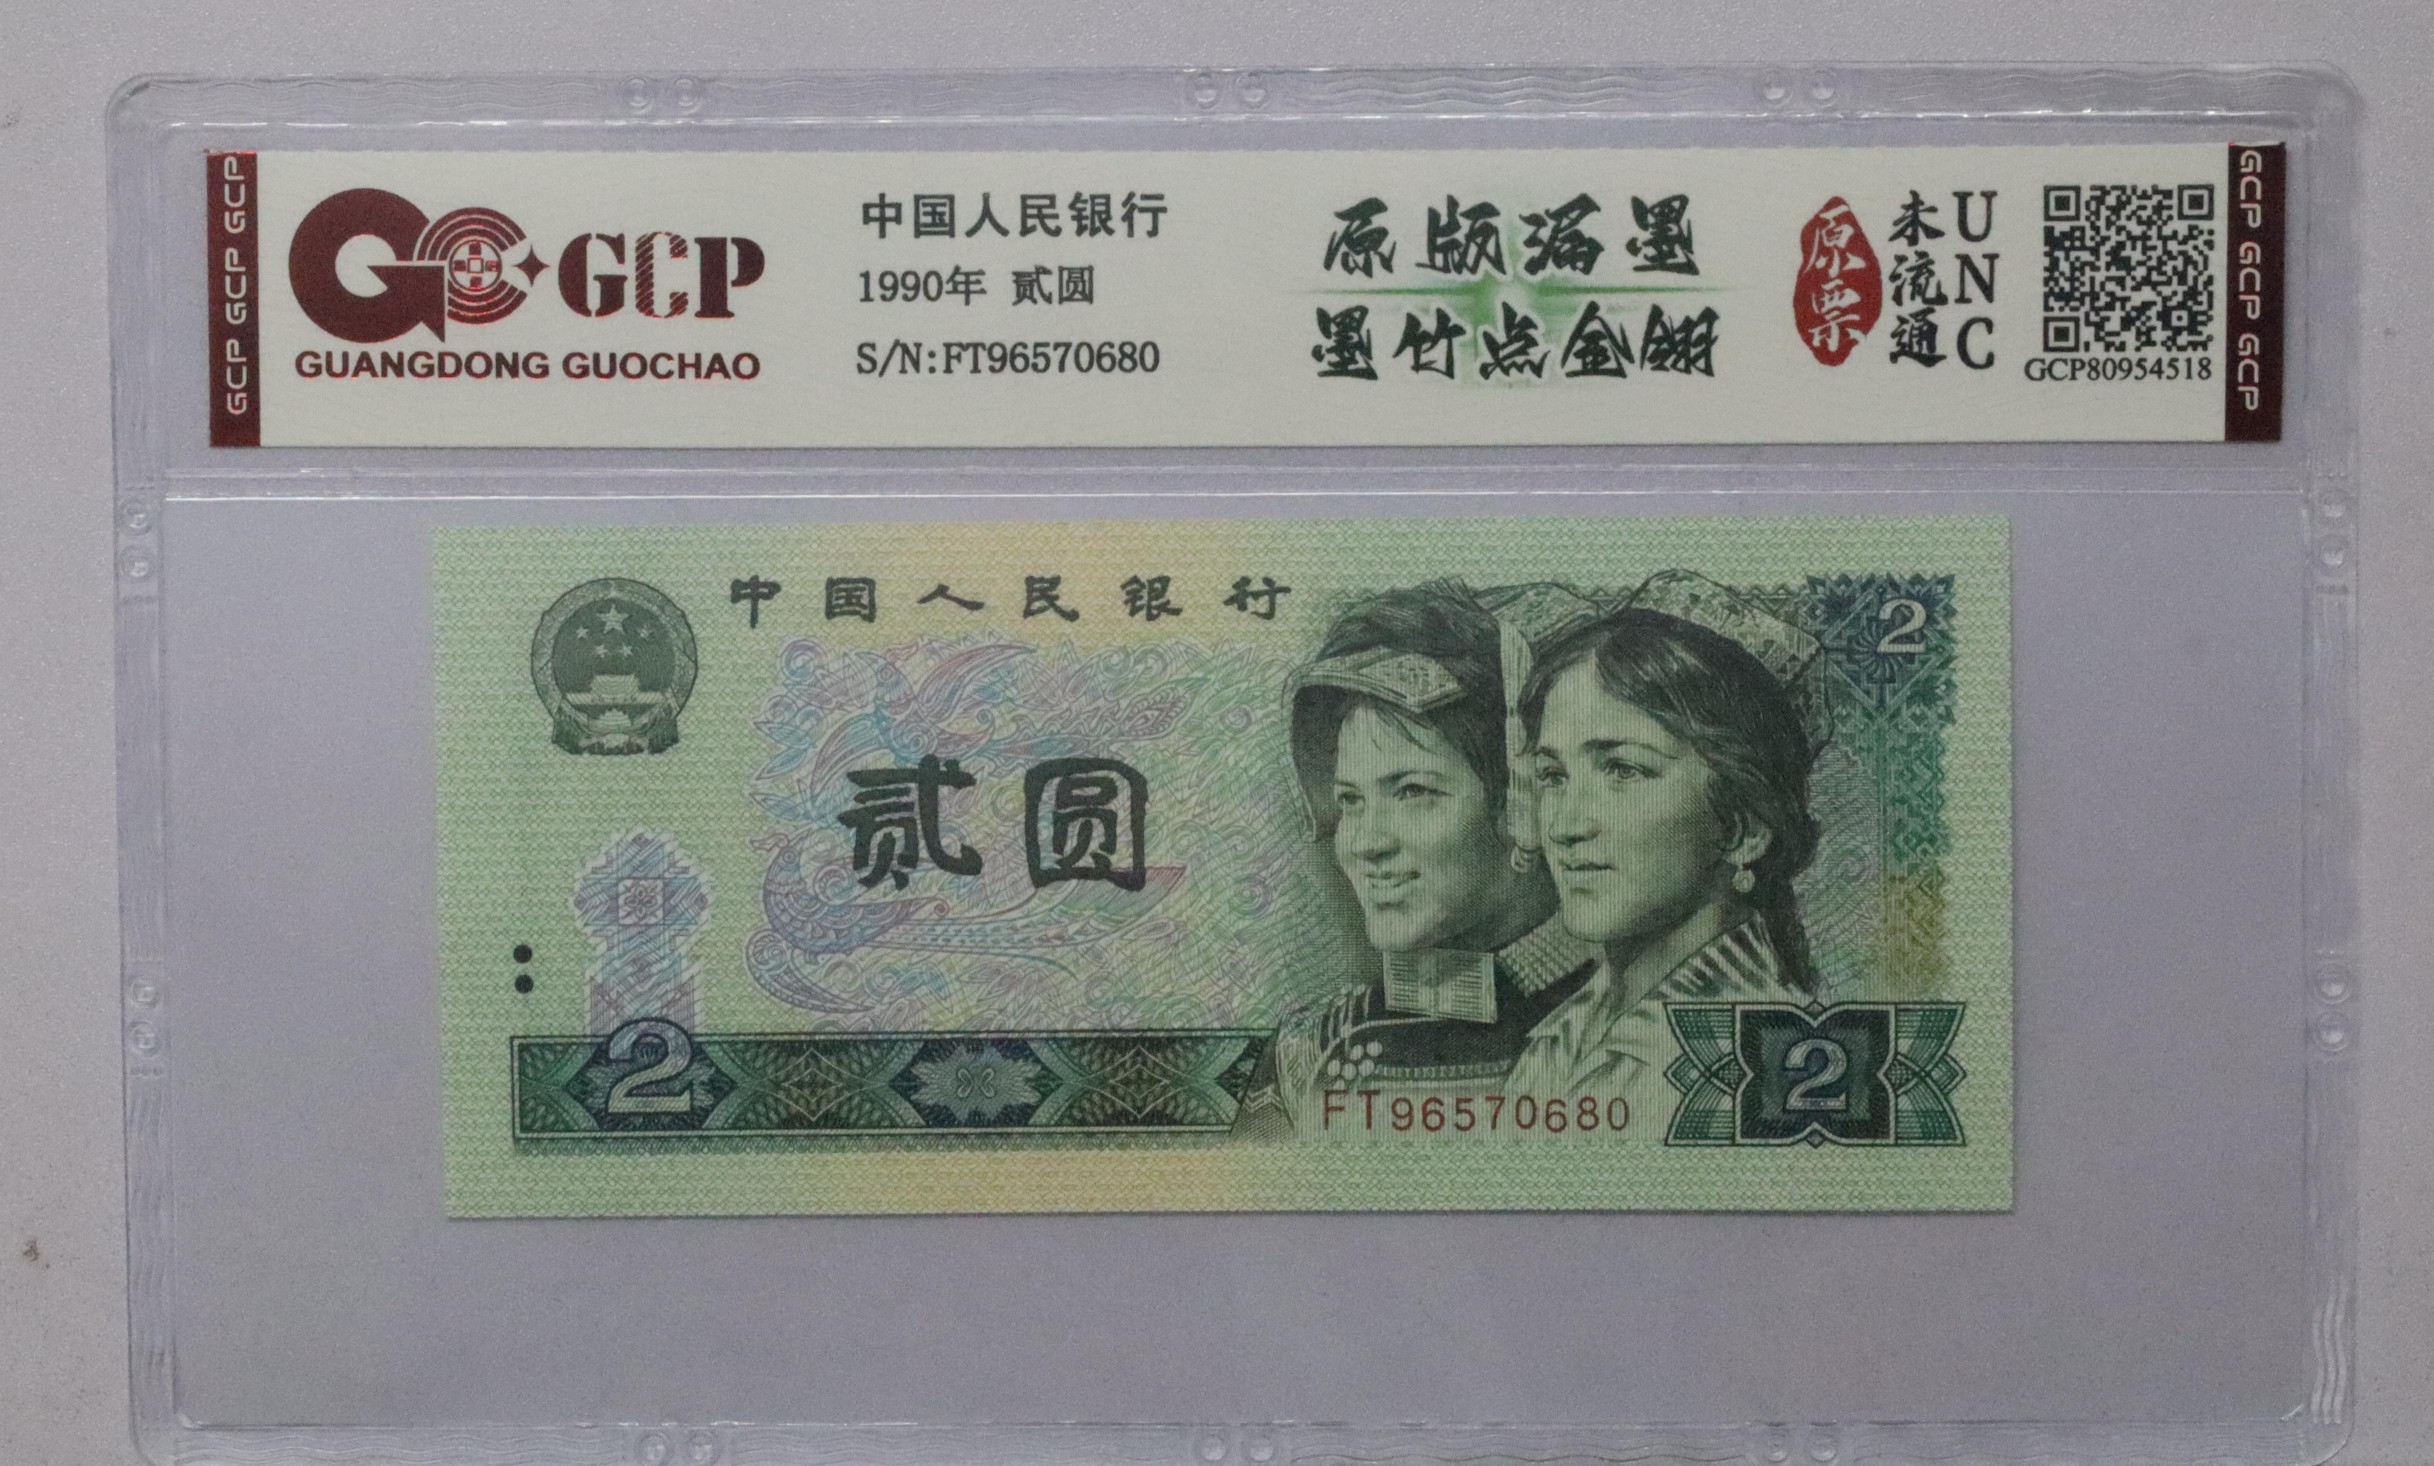 GCP GCP GCP
GCP
GUANGDONG GUOCHAO
中国人民银行
1990年 贰圆
S/N:FT96570680
原版漏墨
墨竹点金翎
原票
未流通
UNC
GCP80954518
GCP GCP GCP
中国人民银行
2
贰圆
2
FT96570680
2